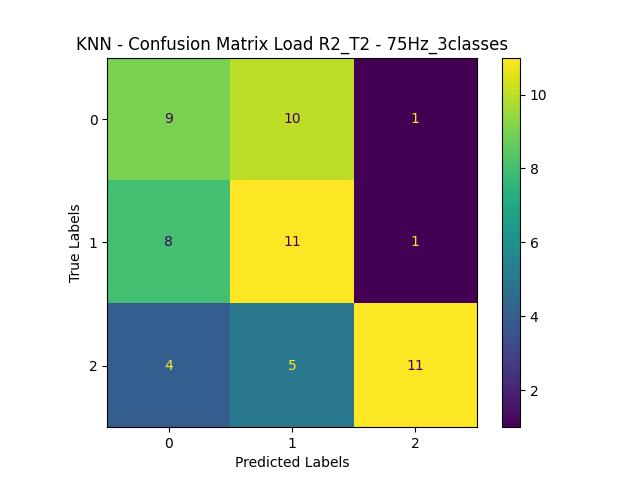 KNN - Confusion Matrix Load R2_T2 - 75Hz_3classes
0 9 10 1
1 8 11 1
2 4 5 11
0 1 2
Predicted Labels
True Labels
10
8
6
4
2